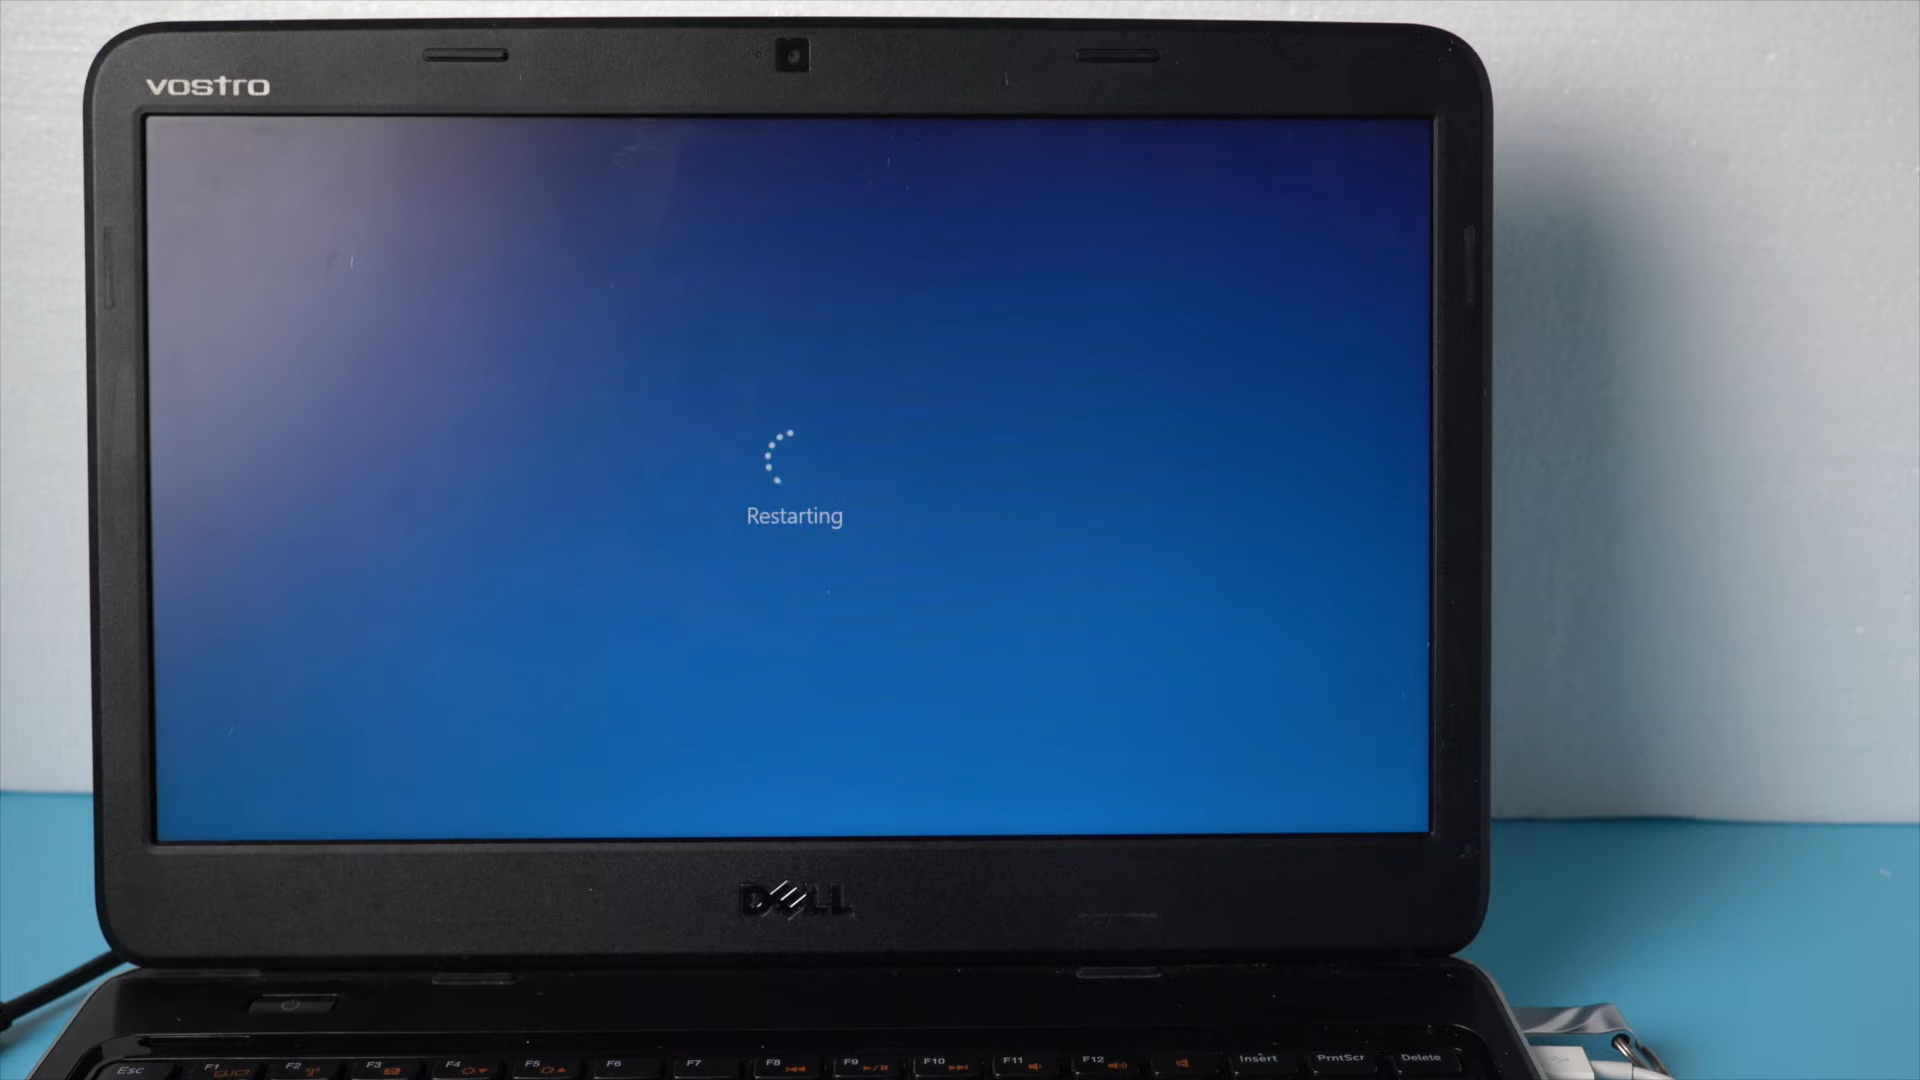 vostro
Restarting
DELL
Esc F1 F2 F3 F4 F5 F6 F7 F8 F9 F10 F11 F12 Insert PrntScr Delete